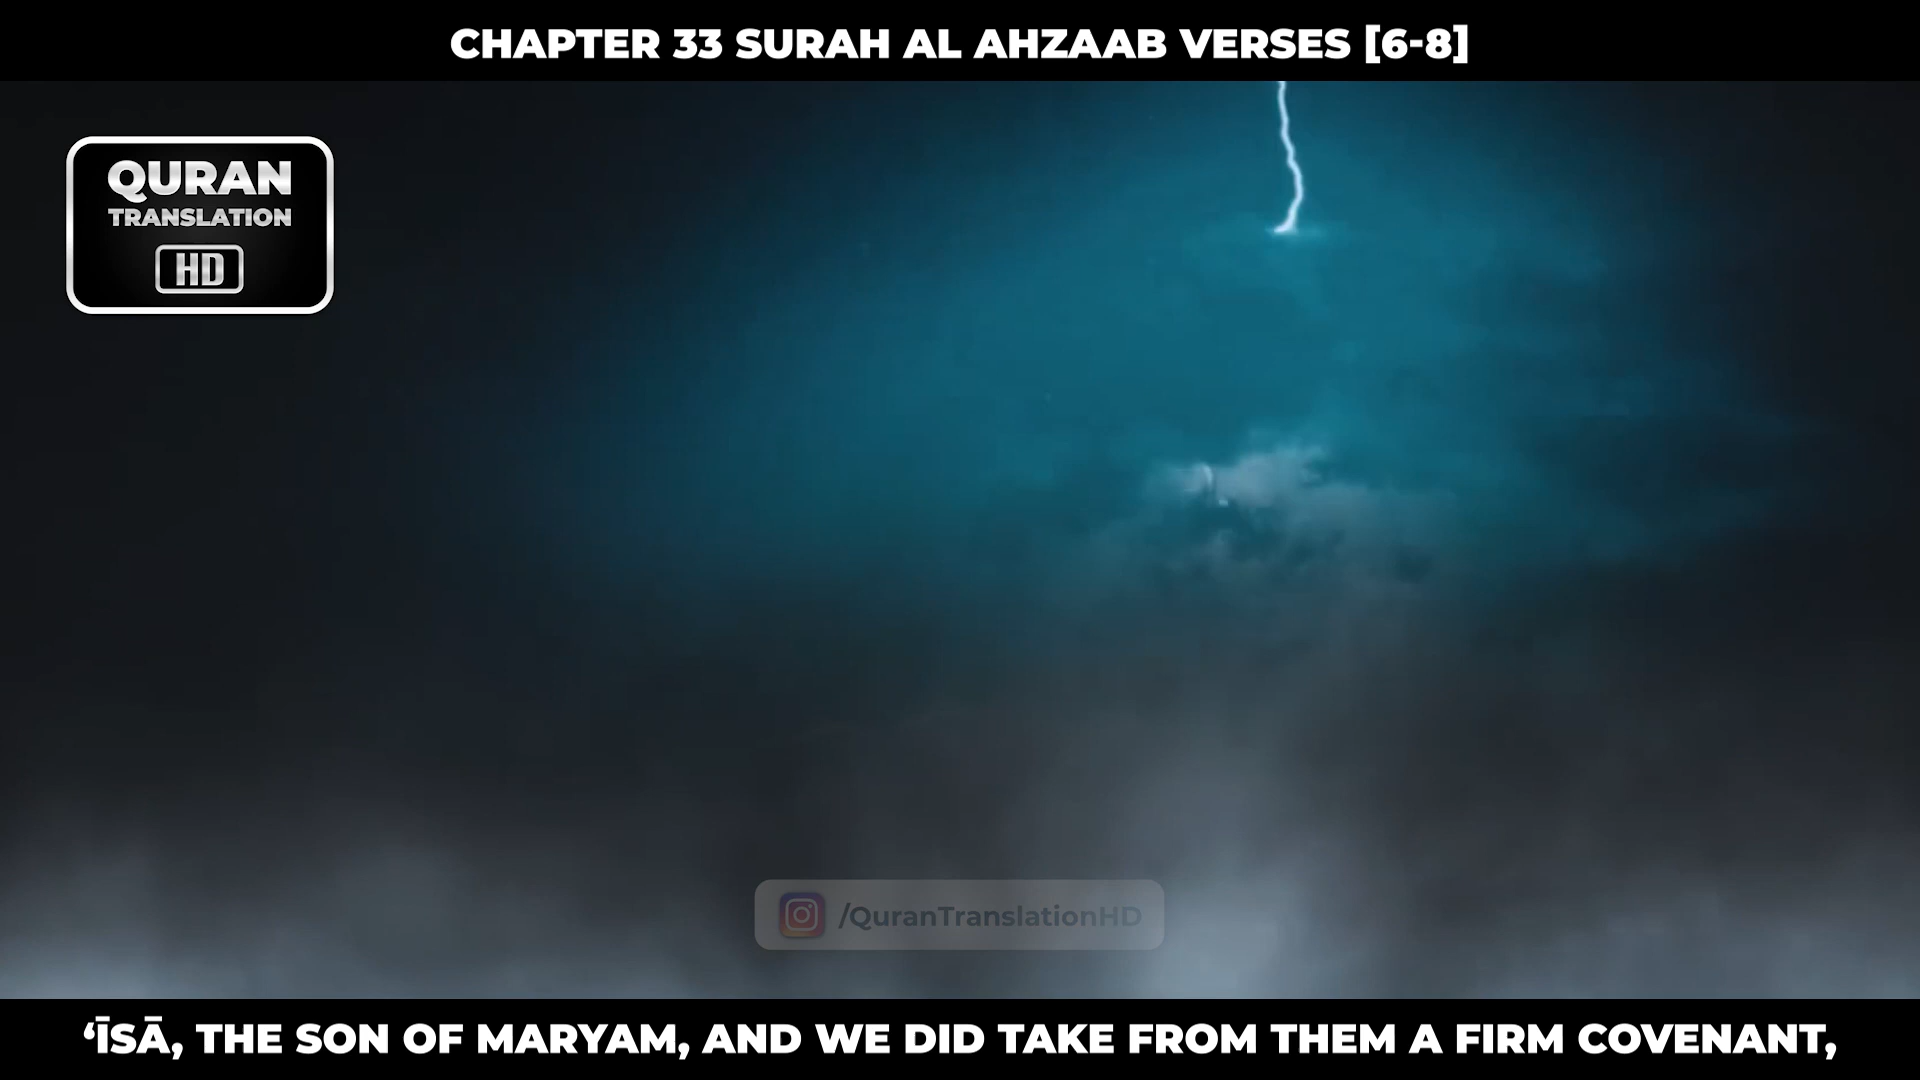 CHAPTER 33 SURAH AL AHZAAB VERSES [6-8]
QURAN
TRANSLATION
HD
/QuranTranslationHD
‘ĪSĀ, THE SON OF MARYAM, AND WE DID TAKE FROM THEM A FIRM COVENANT,